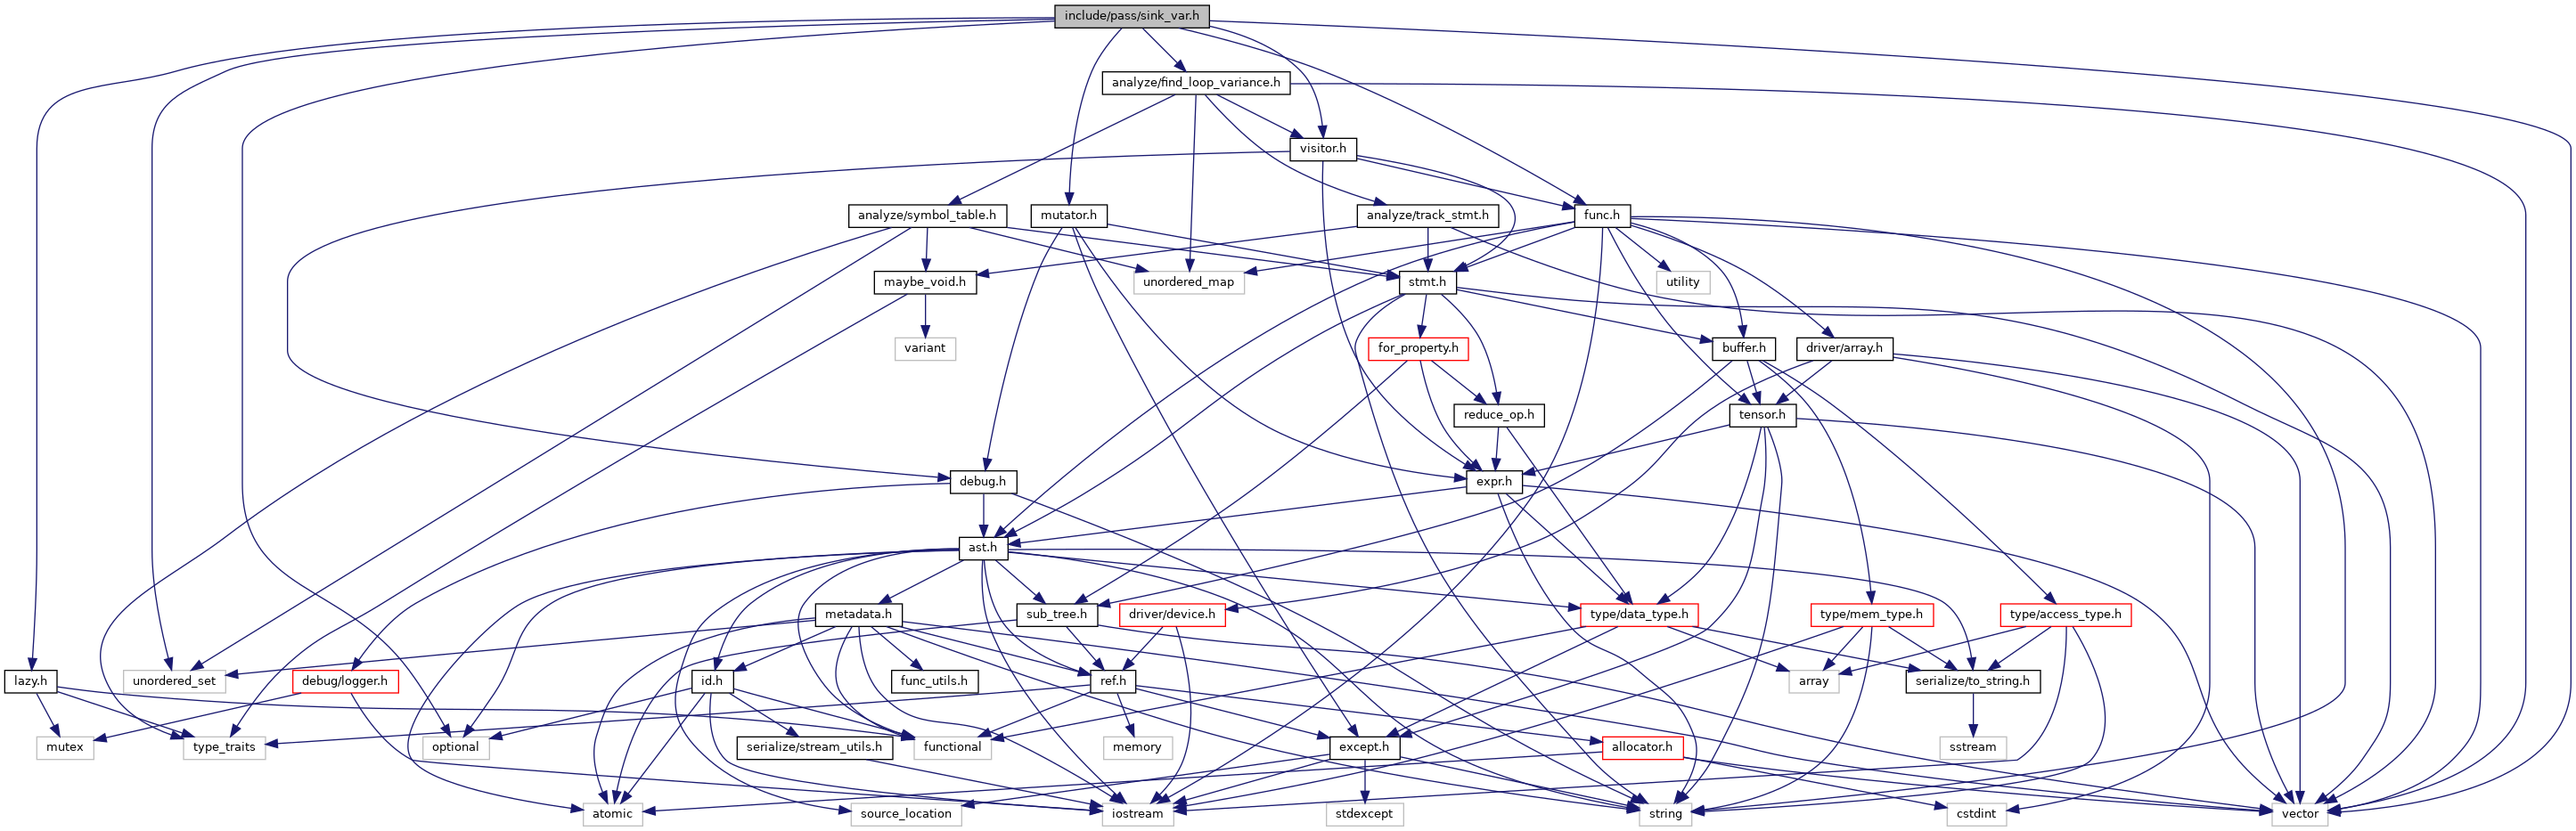 include/pass/sink_var.h
analyze/find_loop_variance.h
visitor.h
analyze/symbol_table.h
mutator.h
analyze/track_stmt.h
func.h
maybe_void.h
unordered_map
stmt.h
utility
variant
for_property.h
buffer.h
driver/array.h
reduce_op.h
tensor.h
debug.h
expr.h
ast.h
metadata.h
sub_tree.h
driver/device.h
type/data_type.h
type/mem_type.h
type/access_type.h
lazy.h
unordered_set
debug/logger.h
id.h
func_utils.h
ref.h
array
serialize/to_string.h
mutex
type_traits
optional
serialize/stream_utils.h
functional
memory
except.h
allocator.h
sstream
atomic
source_location
iostream
stdexcept
string
cstdint
vector